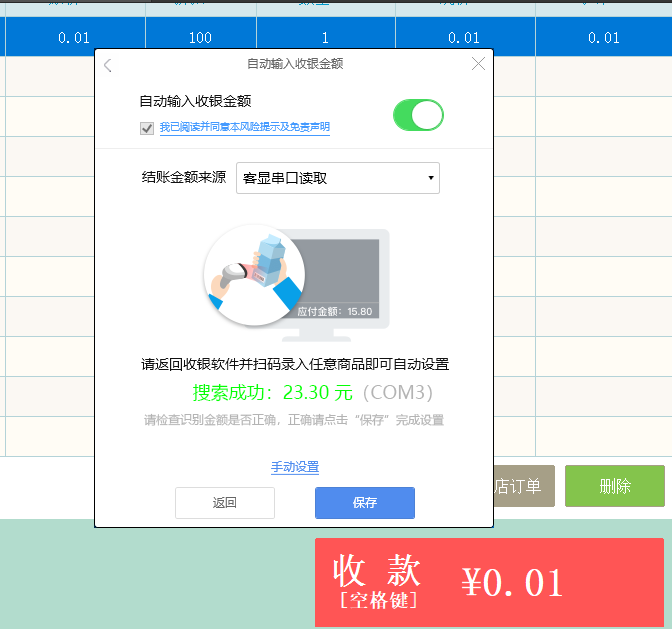 0.01 100 1 0.01 0.01
自动输入收银金额
自动输入收银金额
我已阅读并同意本风险提示及免责声明
结账金额来源 客显串口读取
应付金额：15.80
请返回收银软件并扫码录入任意商品即可自动设置
搜索成功：23.30 元（COM3）
请检查识别金额是否正确，正确请点击“保存”完成设置
手动设置
返回 保存
店订单 删除
收 款 ¥0.01
[空格键]